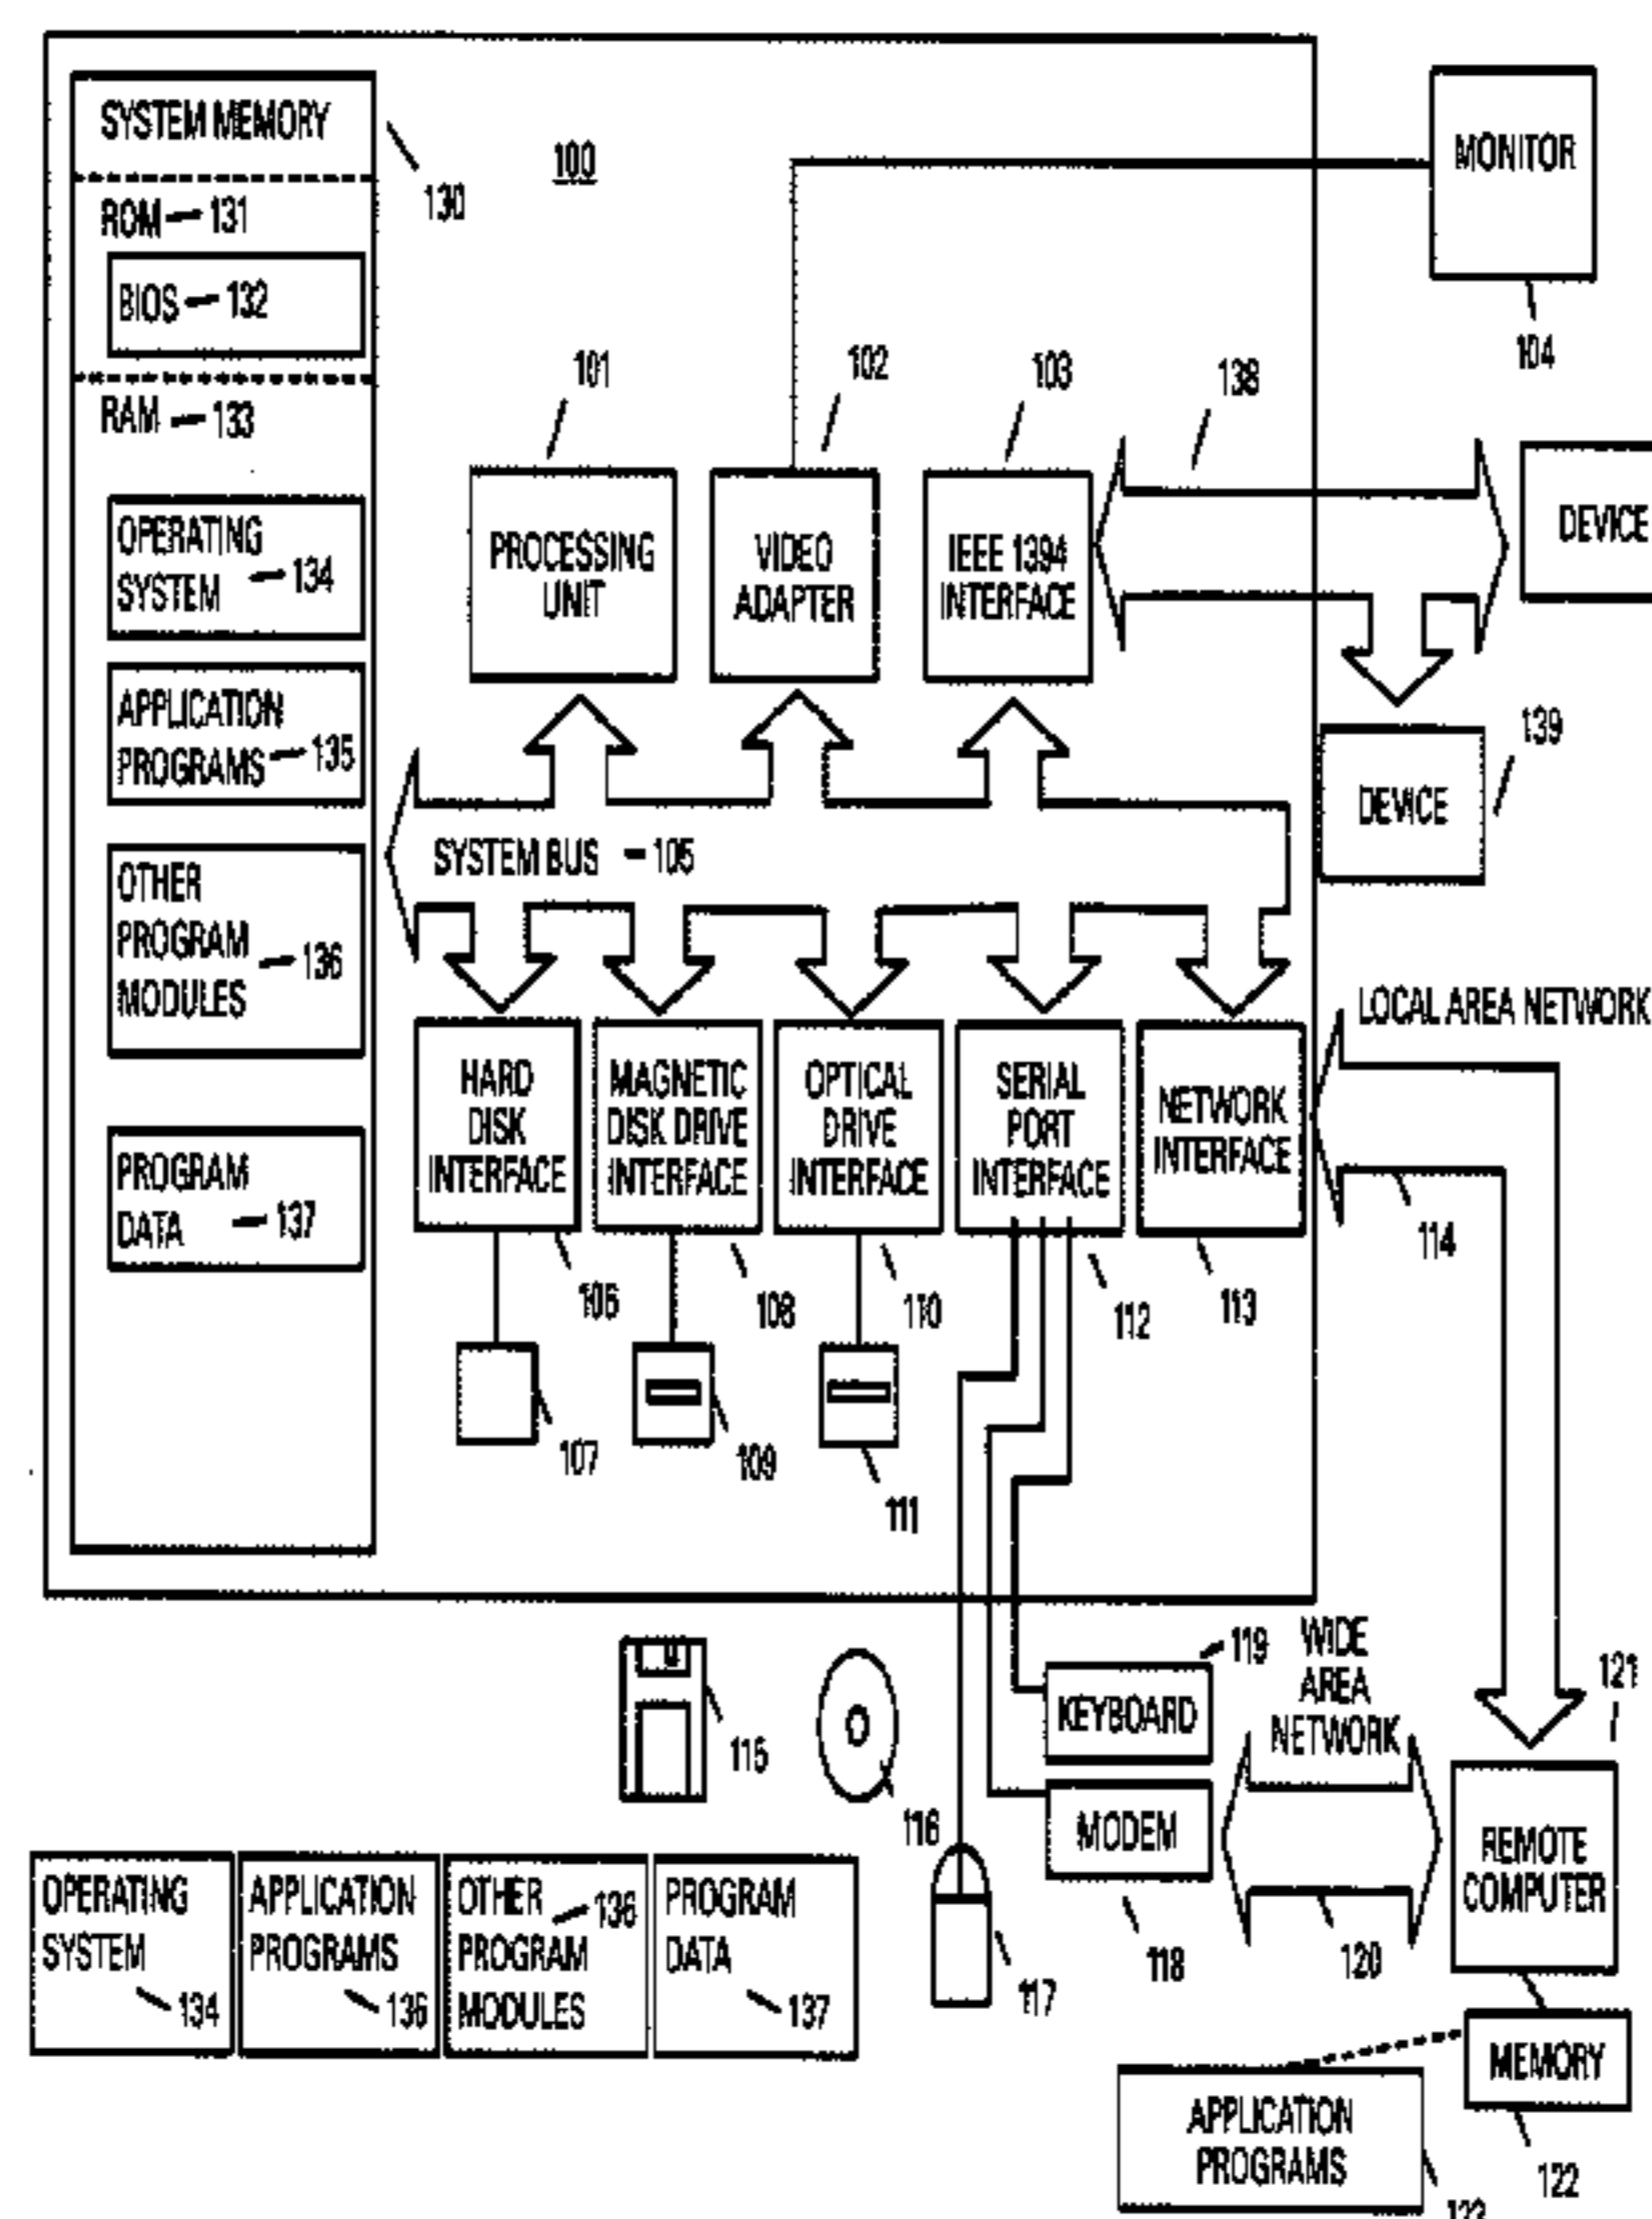 SYSTEM MEMORY
130
100
ROM 131
BIOS 132
RAM 133
OPERATING
SYSTEM 134
APPLICATION
PROGRAMS 135
OTHER
PROGRAM
MODULES 136
PROGRAM
DATA 137
MONITOR
104
101
102
103
138
PROCESSING
UNIT
VIDEO
ADAPTER
IEEE 1394
INTERFACE
DEVICE
DEVICE
139
SYSTEM BUS 105
LOCAL AREA NETWORK
HARD
DISK
INTERFACE
MAGNETIC
DISK DRIVE
INTERFACE
OPTICAL
DRIVE
INTERFACE
SERIAL
PORT
INTERFACE
NETWORK
INTERFACE
114
106
108
110
112
113
107
109
111
115
116
119
KEYBOARD
WIDE
AREA
NETWORK
121
MODEM
118
120
REMOTE
COMPUTER
117
OPERATING
SYSTEM
134
APPLICATION
PROGRAMS
136
OTHER
136
PROGRAM
MODULES
PROGRAM
DATA
137
MEMORY
122
APPLICATION
PROGRAMS